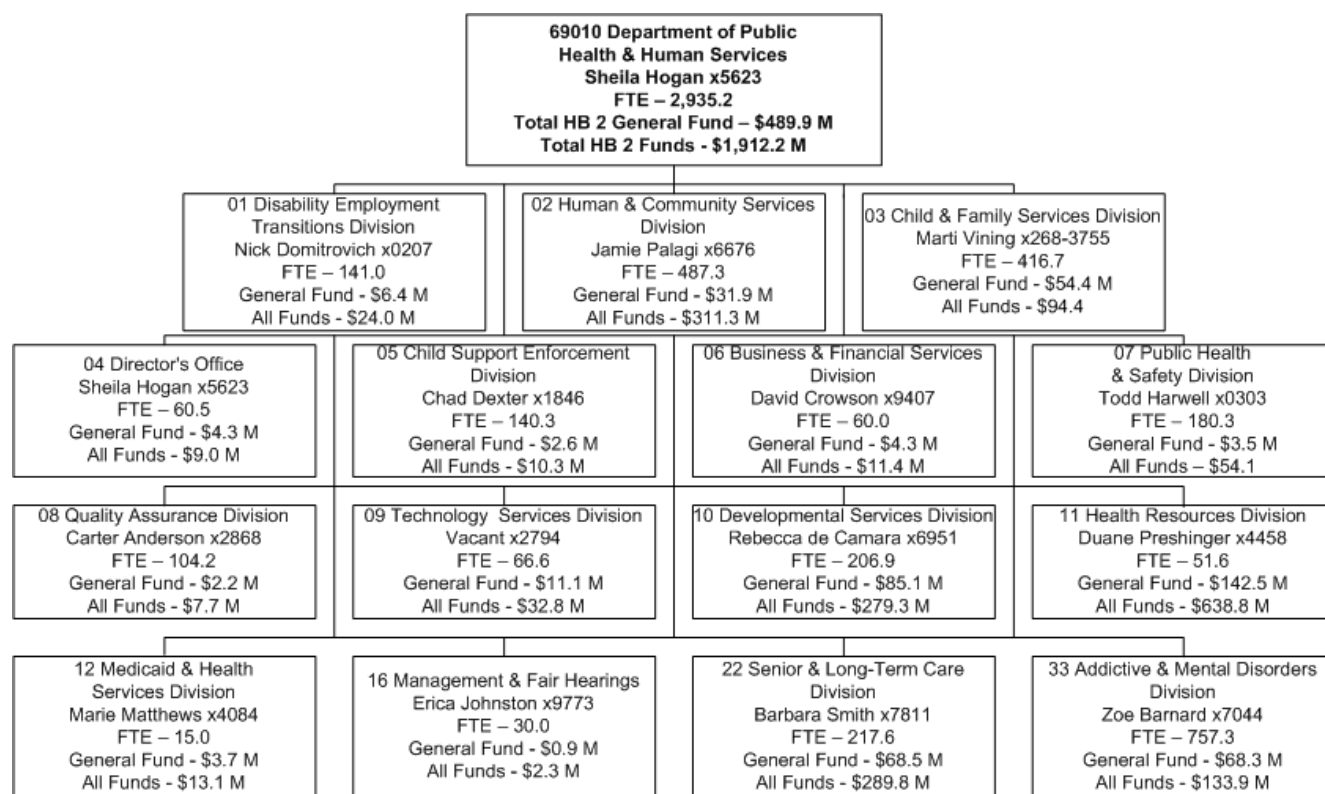 69010 Department of Public
Health & Human Services
Sheila Hogan x5623
FTE – 2,935.2
Total HB 2 General Fund – $489.9 M
Total HB 2 Funds - $1,912.2 M
01 Disability Employment
Transitions Division
Nick Domitrovich x0207
FTE – 141.0
General Fund - $6.4 M
All Funds - $24.0 M
02 Human & Community Services
Division
Jamie Palagi x6676
FTE – 487.3
General Fund - $31.9 M
All Funds - $311.3 M
03 Child & Family Services Division
Marti Vining x268-3755
FTE – 416.7
General Fund - $54.4 M
All Funds - $94.4
04 Director's Office
Sheila Hogan x5623
FTE – 60.5
General Fund - $4.3 M
All Funds - $9.0 M
05 Child Support Enforcement
Division
Chad Dexter x1846
FTE – 140.3
General Fund - $2.6 M
All Funds - $10.3 M
06 Business & Financial Services
Division
David Crowson x9407
FTE – 60.0
General Fund - $4.3 M
All Funds - $11.4 M
07 Public Health
& Safety Division
Todd Harwell x0303
FTE – 180.3
General Fund - $3.5 M
All Funds – $54.1
08 Quality Assurance Division
Carter Anderson x2868
FTE – 104.2
General Fund - $2.2 M
All Funds - $7.7 M
09 Technology Services Division
Vacant x2794
FTE – 66.6
General Fund - $11.1 M
All Funds - $32.8 M
10 Developmental Services Division
Rebecca de Camara x6951
FTE – 206.9
General Fund - $85.1 M
All Funds - $279.3 M
11 Health Resources Division
Duane Preshinger x4458
FTE – 51.6
General Fund - $142.5 M
All Funds - $638.8 M
12 Medicaid & Health
Services Division
Marie Matthews x4084
FTE – 15.0
General Fund - $3.7 M
All Funds - $13.1 M
16 Management & Fair Hearings
Erica Johnston x9773
FTE – 30.0
General Fund - $0.9 M
All Funds - $2.3 M
22 Senior & Long-Term Care
Division
Barbara Smith x7811
FTE – 217.6
General Fund - $68.5 M
All Funds - $289.8 M
33 Addictive & Mental Disorders
Division
Zoe Barnard x7044
FTE – 757.3
General Fund - $68.3 M
All Funds - $133.9 M